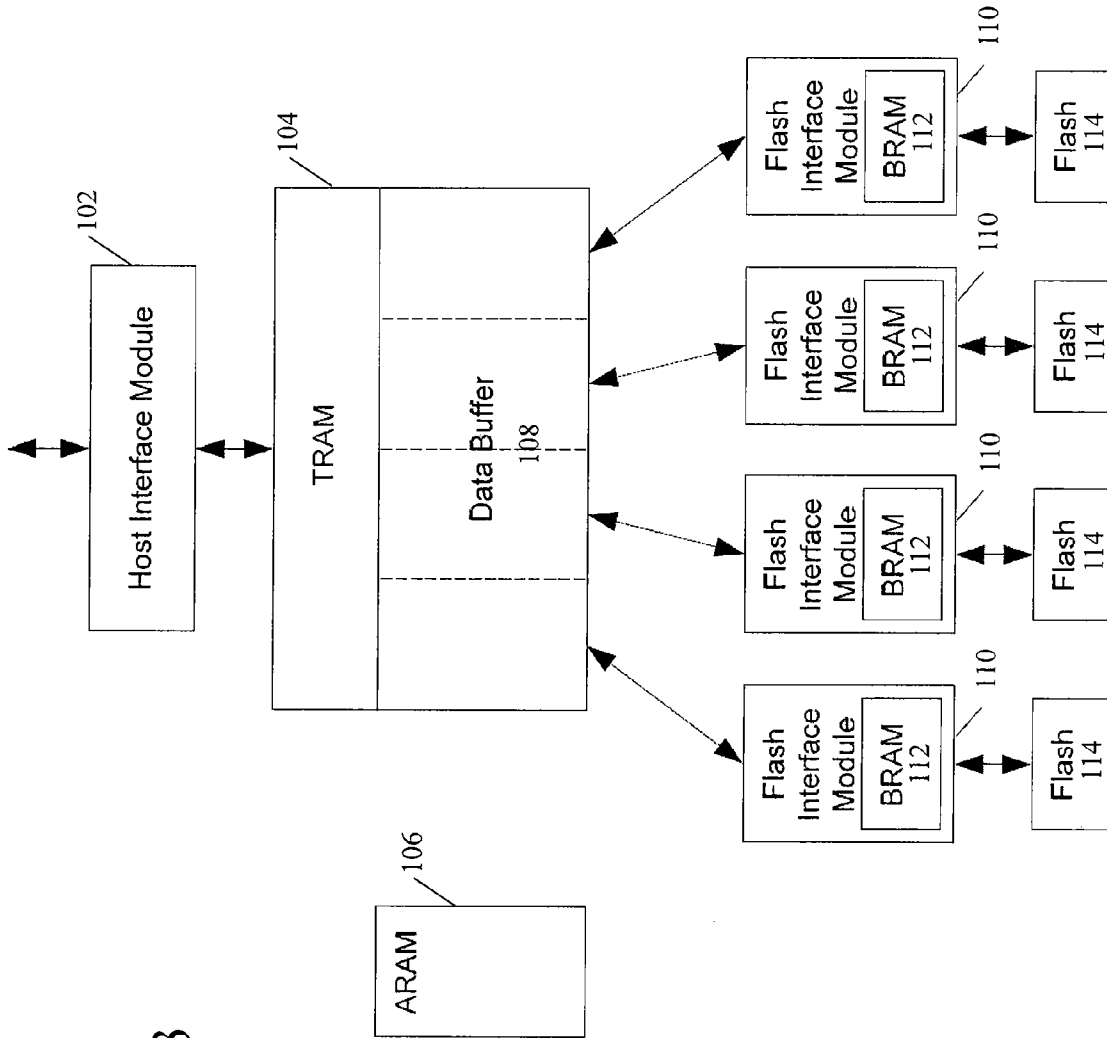 102
Host Interface Module
104
TRAM
Data Buffer
108
106
ARAM
110
Flash
Interface
Module
BRAM
112
Flash
114
110
Flash
Interface
Module
BRAM
112
Flash
114
110
Flash
Interface
Module
BRAM
112
Flash
114
110
Flash
Interface
Module
BRAM
112
Flash
114